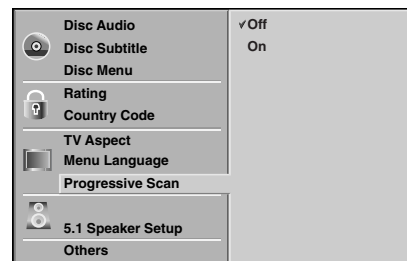 Disc Audio
Disc Subtitle
Disc Menu
Rating
Country Code
TV Aspect
Menu Language
Progressive Scan
5.1 Speaker Setup
Others
✓Off
On